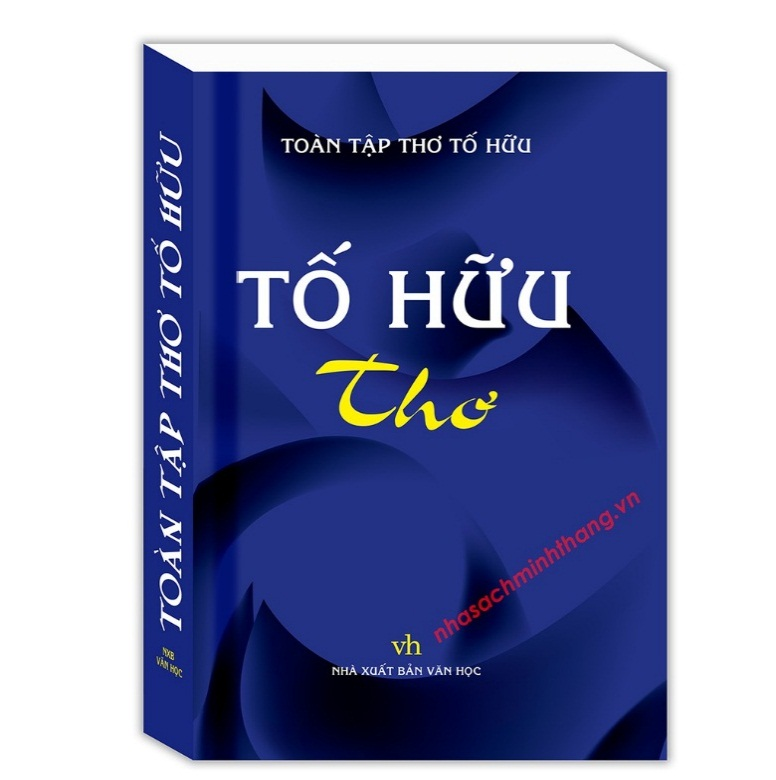 TOÀN TẬP THƠ TỐ HỮU
TỐ HỮU
Thơ
nhasachminhthang.vn
vh
NHÀ XUẤT BẢN VĂN HỌC
TOÀN TẬP THƠ TỐ HỮU
NXB
VĂN HỌC